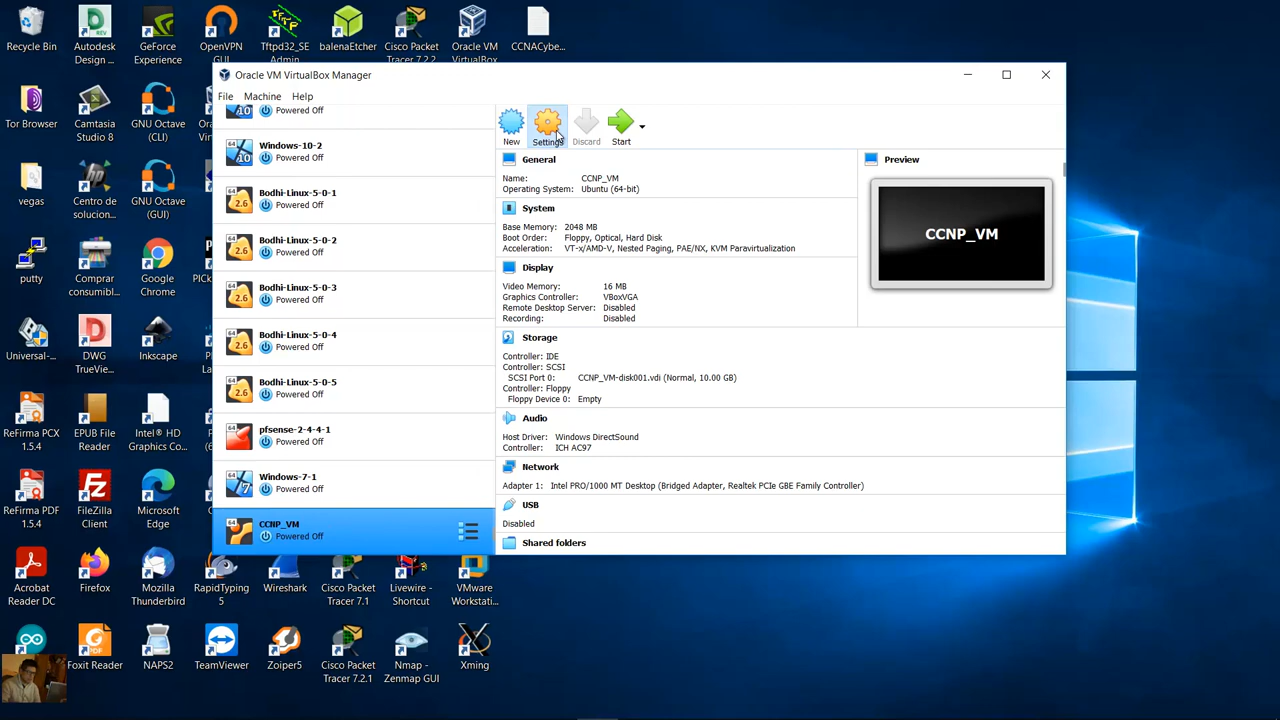 Recycle Bin
Autodesk
Design ...
GeForce
Experience
OpenVPN
GUI
Tftpd32_SE
Admin
balenaEtcher
Cisco Packet
Tracer 7.2.2
Oracle VM
VirtualBox
CCNACybe...
Oracle VM VirtualBox Manager
File
Machine
Help
Powered Off
Windows-10-2
Powered Off
Bodhi-Linux-5-0-1
Powered Off
Bodhi-Linux-5-0-2
Powered Off
Bodhi-Linux-5-0-3
Powered Off
Bodhi-Linux-5-0-4
Powered Off
Bodhi-Linux-5-0-5
Powered Off
pfsense-2-4-4-1
Powered Off
Windows-7-1
Powered Off
CCNP_VM
Powered Off
New
Settings
Discard
Start
General
Name: CCNP_VM
Operating System: Ubuntu (64-bit)
System
Base Memory: 2048 MB
Boot Order: Floppy, Optical, Hard Disk
Acceleration: VT-x/AMD-V, Nested Paging, PAE/NX, KVM Paravirtualization
Display
Video Memory: 16 MB
Graphics Controller: VBoxVGA
Remote Desktop Server: Disabled
Recording: Disabled
Storage
Controller: IDE
Controller: SCSI
SCSI Port 0: CCNP_VM-disk001.vdi (Normal, 10.00 GB)
Controller: Floppy
Floppy Device 0: Empty
Audio
Host Driver: Windows DirectSound
Controller: ICH AC97
Network
Adapter 1: Intel PRO/1000 MT Desktop (Bridged Adapter, Realtek PCIe GBE Family Controller)
USB
Disabled
Shared folders
Preview
CCNP_VM
Tor Browser
Camtasia
Studio 8
GNU Octave
(CLI)
vegas
Centro de
solucion...
GNU Octave
(GUI)
putty
Comprar
consumibl...
Google
Chrome
Universal-...
DWG
TrueView...
Inkscape
ReFirma PCX
1.5.4
EPUB File
Reader
Intel® HD
Graphics Co...
ReFirma PDF
1.5.4
FileZilla
Client
Microsoft
Edge
Acrobat
Reader DC
Firefox
Mozilla
Thunderbird
RapidTyping
5
Wireshark
Cisco Packet
Tracer 7.1
Livewire -
Shortcut
VMware
Workstati...
Foxit Reader
NAPS2
TeamViewer
Zoiper5
Cisco Packet
Tracer 7.2.1
Nmap -
Zenmap GUI
Xming